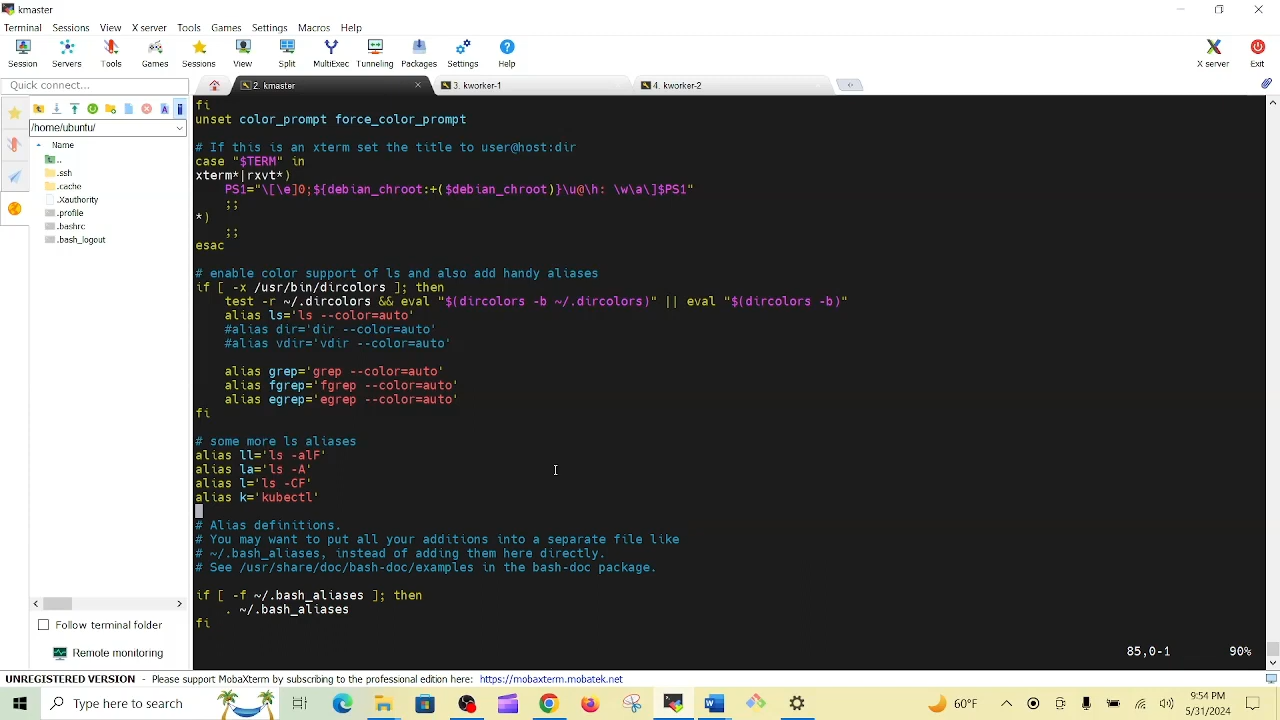 kmaster
Terminal Sessions View X server Tools Games Settings Macros Help
Session Servers Tools Games Sessions View Split MultiExec Tunneling Packages Settings Help X server Exit
Quick connect...
2. kmaster
3. kworker-1
4. kworker-2
/home/ubuntu/
Name
..
.ssh
.cache
.Xauthority
.profile
.bashrc
.bash_logout
Follow terminal folder
Remote monitoring
fi
unset color_prompt force_color_prompt
# If this is an xterm set the title to user@host:dir
case "$TERM" in
xterm*|rxvt*)
    PS1="\[\e]0;${debian_chroot:+($debian_chroot)}\u@\h: \w\a\]$PS1"
    ;;
*)
    ;;
esac
# enable color support of ls and also add handy aliases
if [ -x /usr/bin/dircolors ]; then
    test -r ~/.dircolors && eval "$(dircolors -b ~/.dircolors)" || eval "$(dircolors -b)"
    alias ls='ls --color=auto'
    #alias dir='dir --color=auto'
    #alias vdir='vdir --color=auto'
    alias grep='grep --color=auto'
    alias fgrep='fgrep --color=auto'
    alias egrep='egrep --color=auto'
fi
# some more ls aliases
alias ll='ls -alF'
alias la='ls -A'
alias l='ls -CF'
alias k='kubectl'
# Alias definitions.
# You may want to put all your additions into a separate file like
# ~/.bash_aliases, instead of adding them here directly.
# See /usr/share/doc/bash-doc/examples in the bash-doc package.
if [ -f ~/.bash_aliases ]; then
    . ~/.bash_aliases
fi
85,0-1 90%
UNREGISTERED VERSION - Please support MobaXterm by subscribing to the professional edition here: https://mobaxterm.mobatek.net
Type here to search
60°F
9:54 PM
5/31/2024